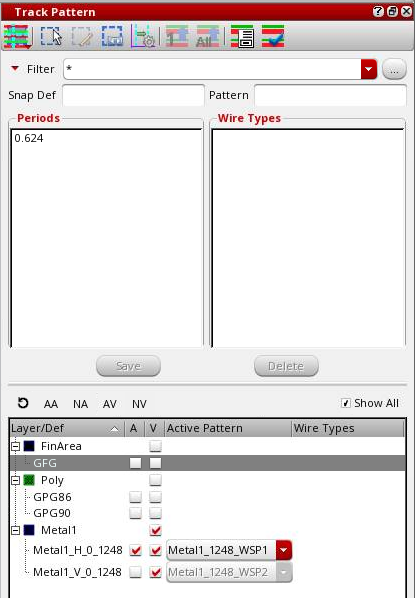 Track Pattern
Filter *
...
Snap Def Pattern
Periods Wire Types
0.624
Save Delete
AA NA AV NV Show All
Layer/Def A V Active Pattern Wire Types
FinArea
GFG
Poly
GPG86
GPG90
Metal1
Metal1_H_0_1248 Metal1_1248_WSP1
Metal1_V_0_1248 Metal1_1248_WSP2